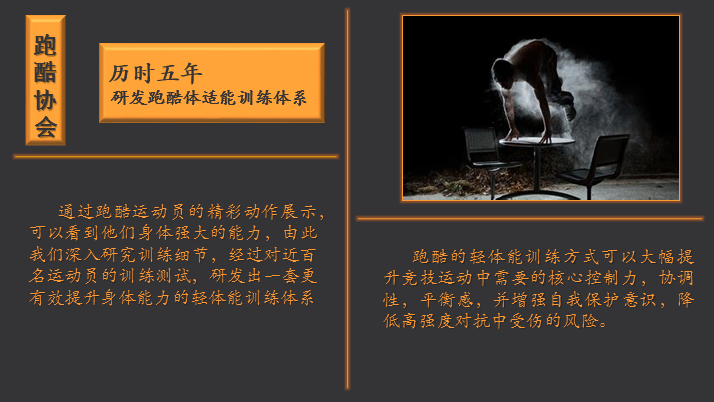 跑酷协会
历时五年
研发跑酷体适能训练体系
通过跑酷运动员的精彩动作展示，
可以看到他们身体强大的能力，由此
我们深入研究训练细节，经过对近百
名运动员的训练测试，研发出一套更
有效提升身体能力的轻体能训练体系
跑酷的轻体能训练方式可以大幅提
升竞技运动中需要的核心控制力，协调
性，平衡感，并增强自我保护意识，降
低高强度对抗中受伤的风险。